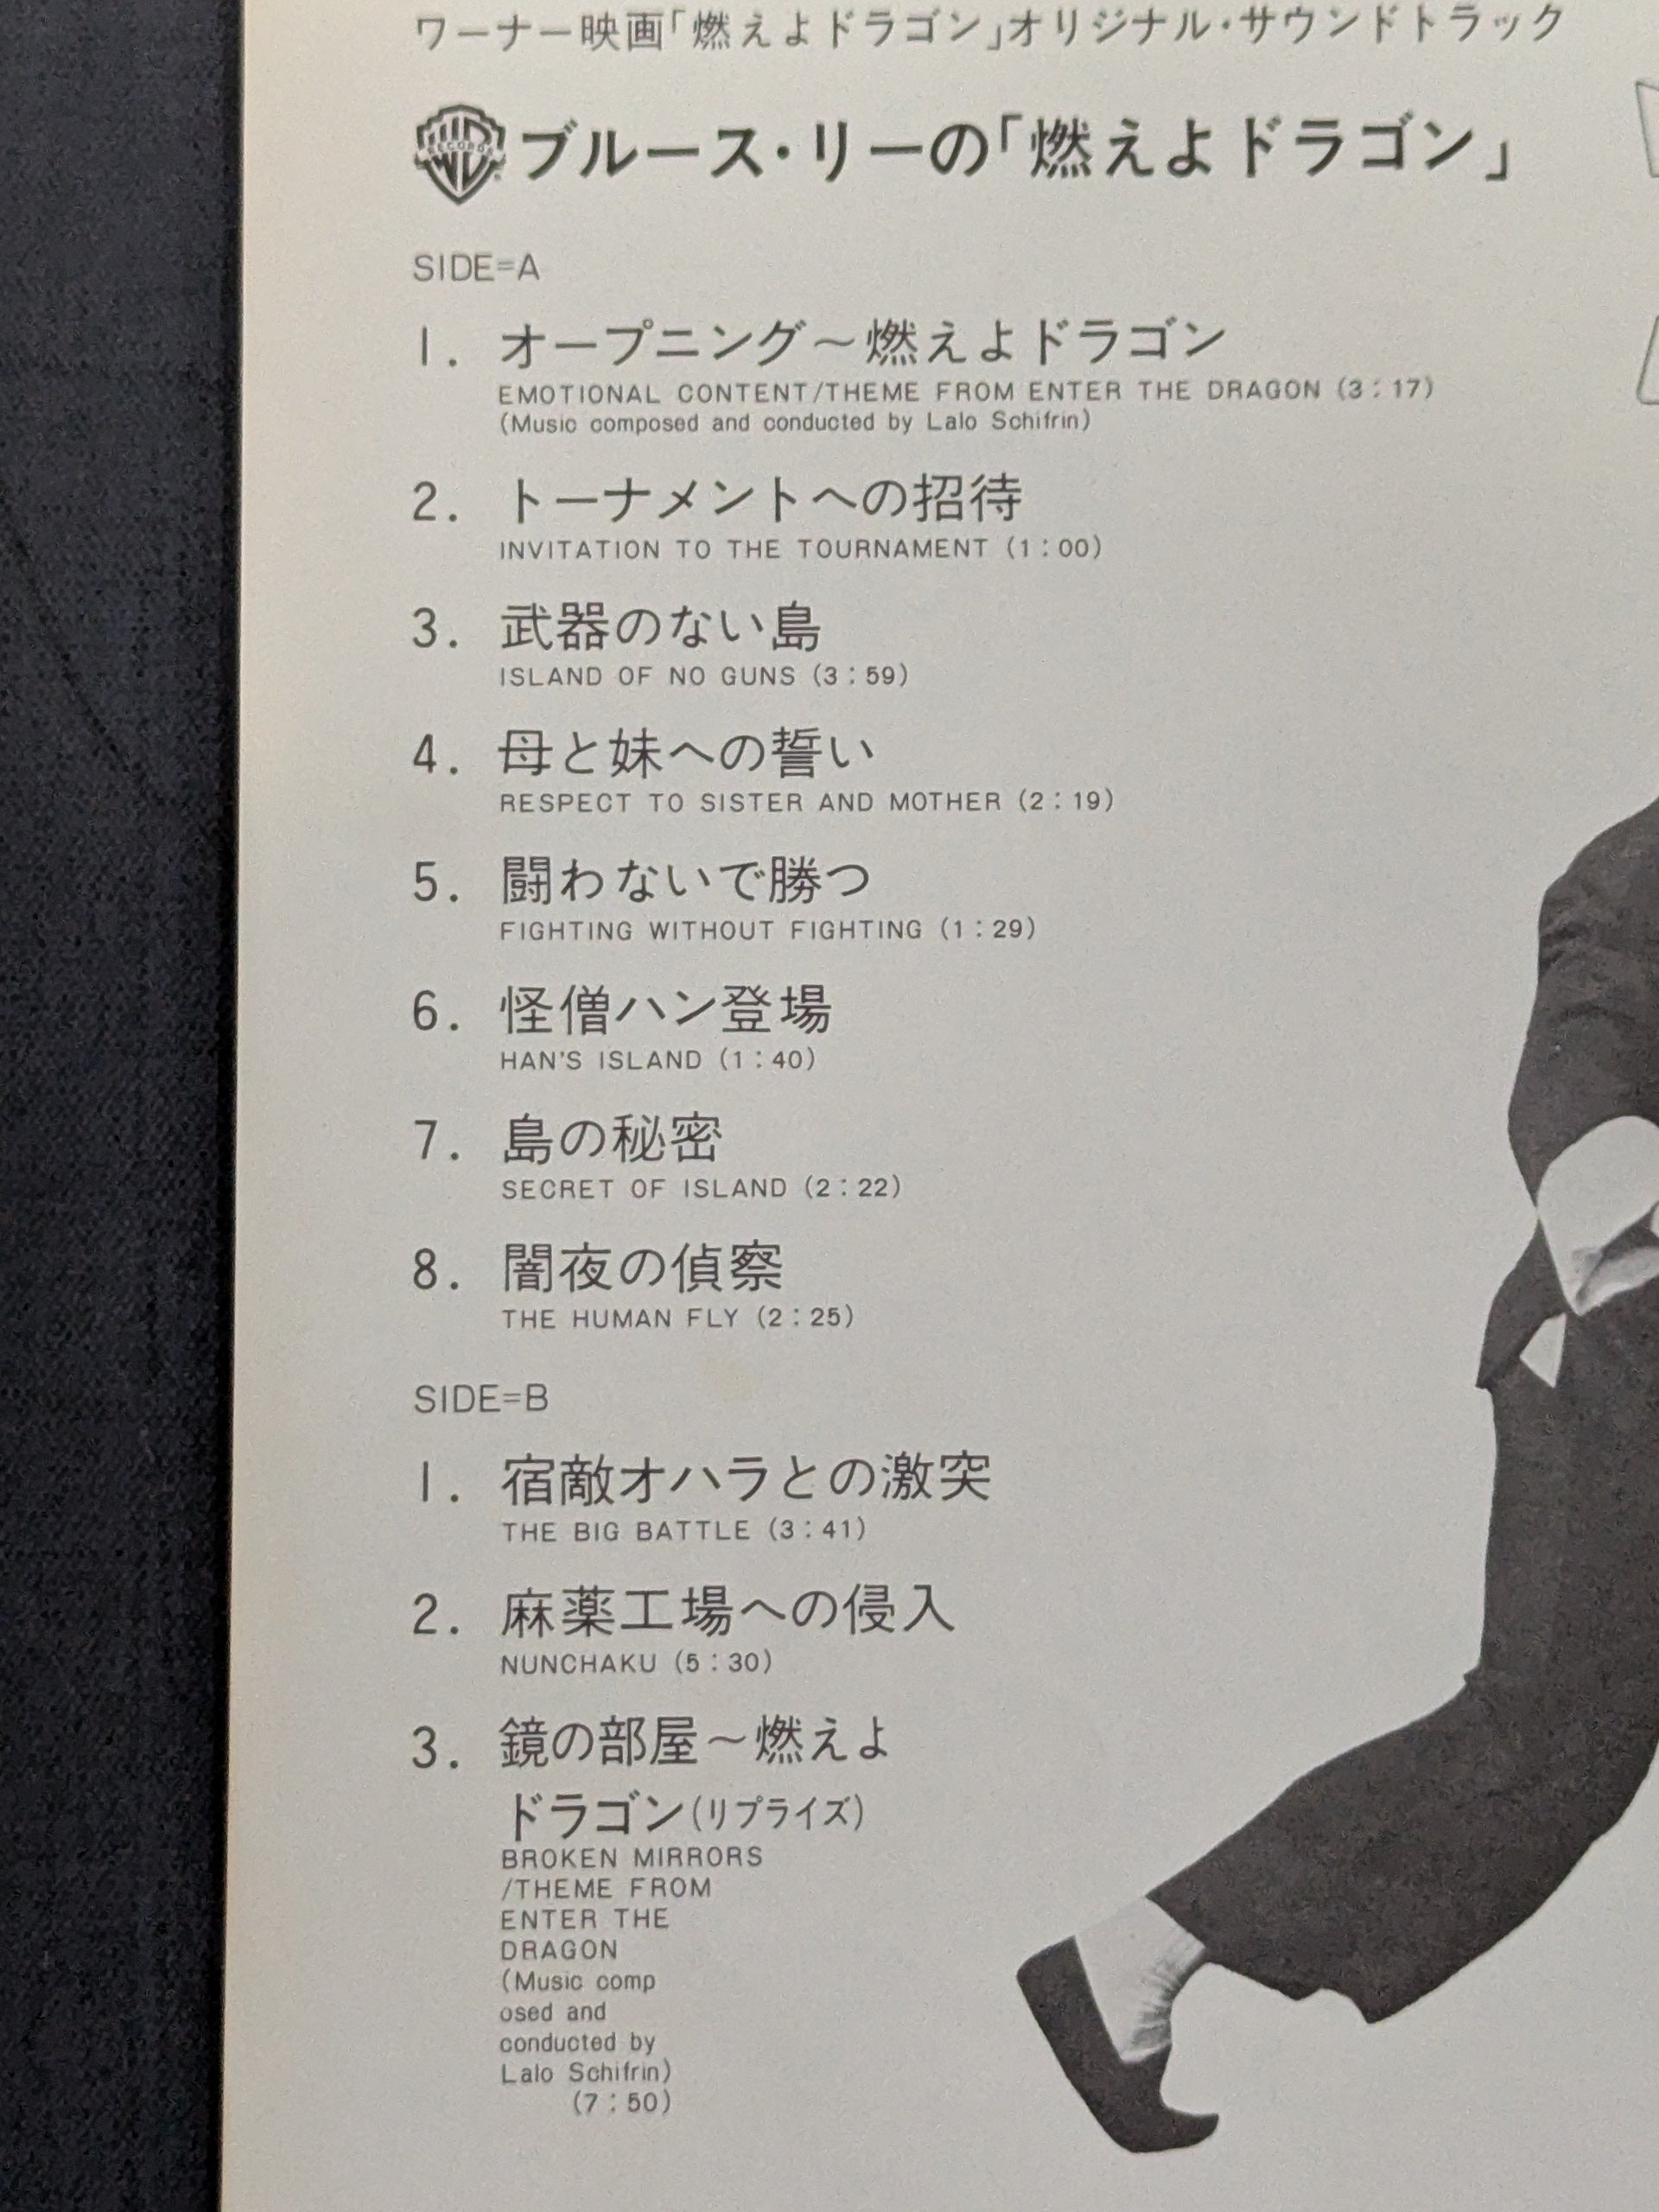 ワーナー映画「燃えよドラゴン」オリジナル・サウンドトラック
RECORDS
ブルース・リーの「燃えよドラゴン」
SIDE=A
1. オープニング〜燃えよドラゴン
EMOTIONAL CONTENT/THEME FROM ENTER THE DRAGON (3:17)
(Music composed and conducted by Lalo Schifrin)
2. トーナメントへの招待
INVITATION TO THE TOURNAMENT (1:00)
3. 武器のない島
ISLAND OF NO GUNS (3:59)
4. 母と妹への誓い
RESPECT TO SISTER AND MOTHER (2:19)
5. 闘わないで勝つ
FIGHTING WITHOUT FIGHTING (1:29)
6. 怪僧ハン登場
HAN'S ISLAND (1:40)
7. 島の秘密
SECRET OF ISLAND (2:22)
8. 闇夜の偵察
THE HUMAN FLY (2:25)
SIDE=B
1. 宿敵オハラとの激突
THE BIG BATTLE (3:41)
2. 麻薬工場への侵入
NUNCHAKU (5:30)
3. 鏡の部屋〜燃えよ
ドラゴン(リプライズ)
BROKEN MIRRORS
/THEME FROM
ENTER THE
DRAGON
(Music comp
osed and
conducted by
Lalo Schifrin)
(7:50)